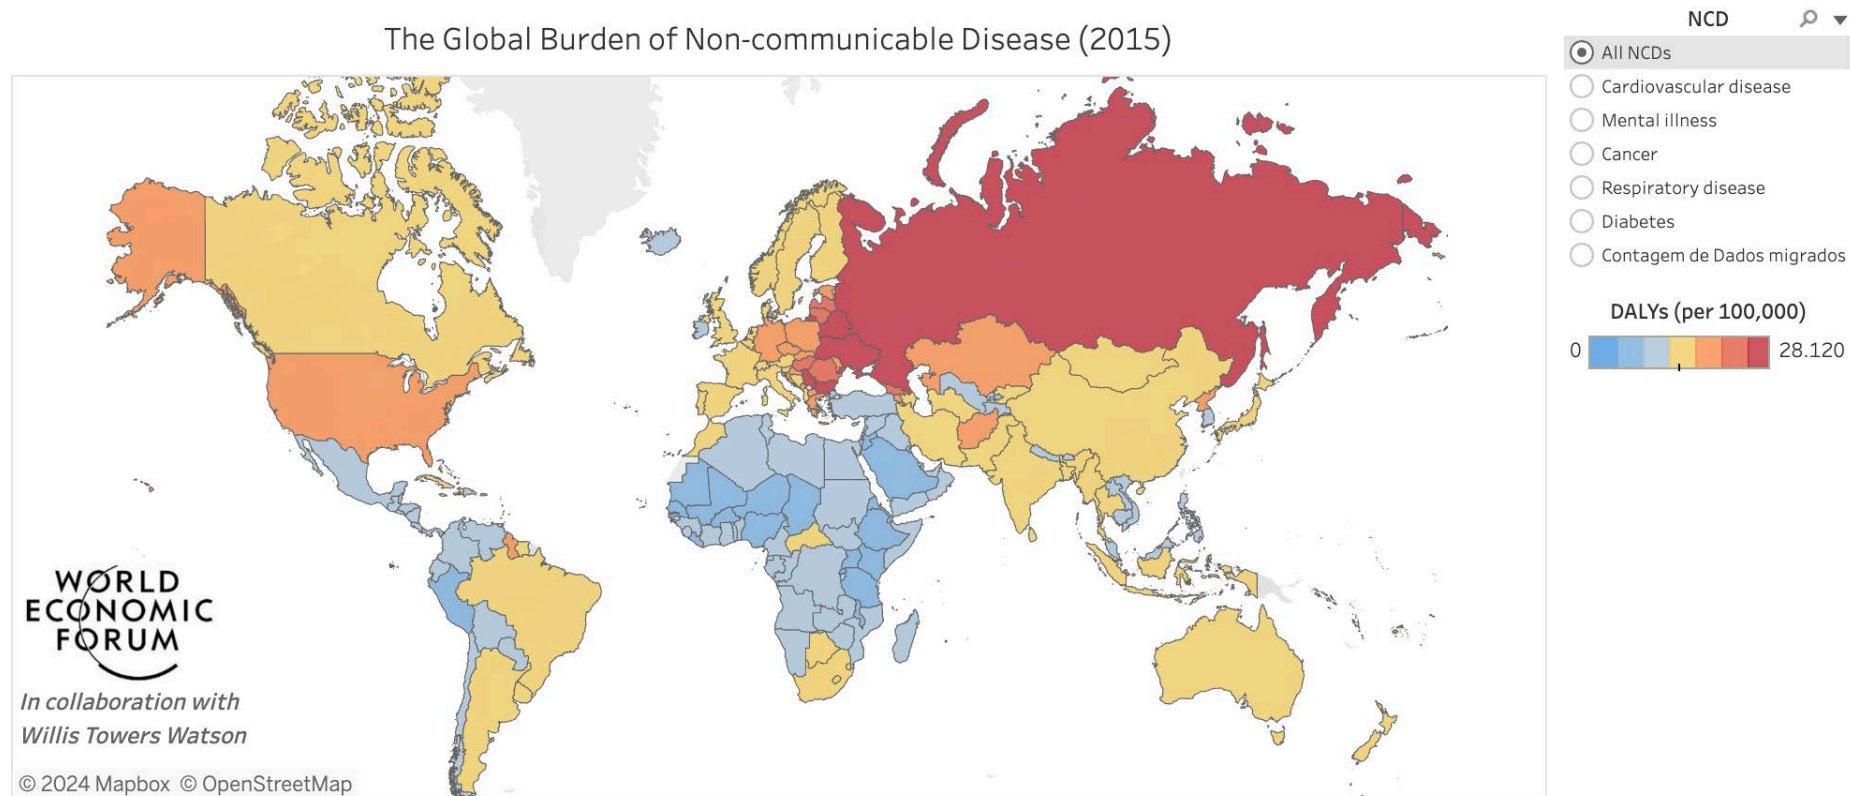 The Global Burden of Non-communicable Disease (2015)
NCD
All NCDs
Cardiovascular disease
Mental illness
Cancer
Respiratory disease
Diabetes
Contagem de Dados migrados
DALYs (per 100,000)
0 28.120
WORLD
ECONOMIC
FORUM
In collaboration with
Willis Towers Watson
© 2024 Mapbox © OpenStreetMap